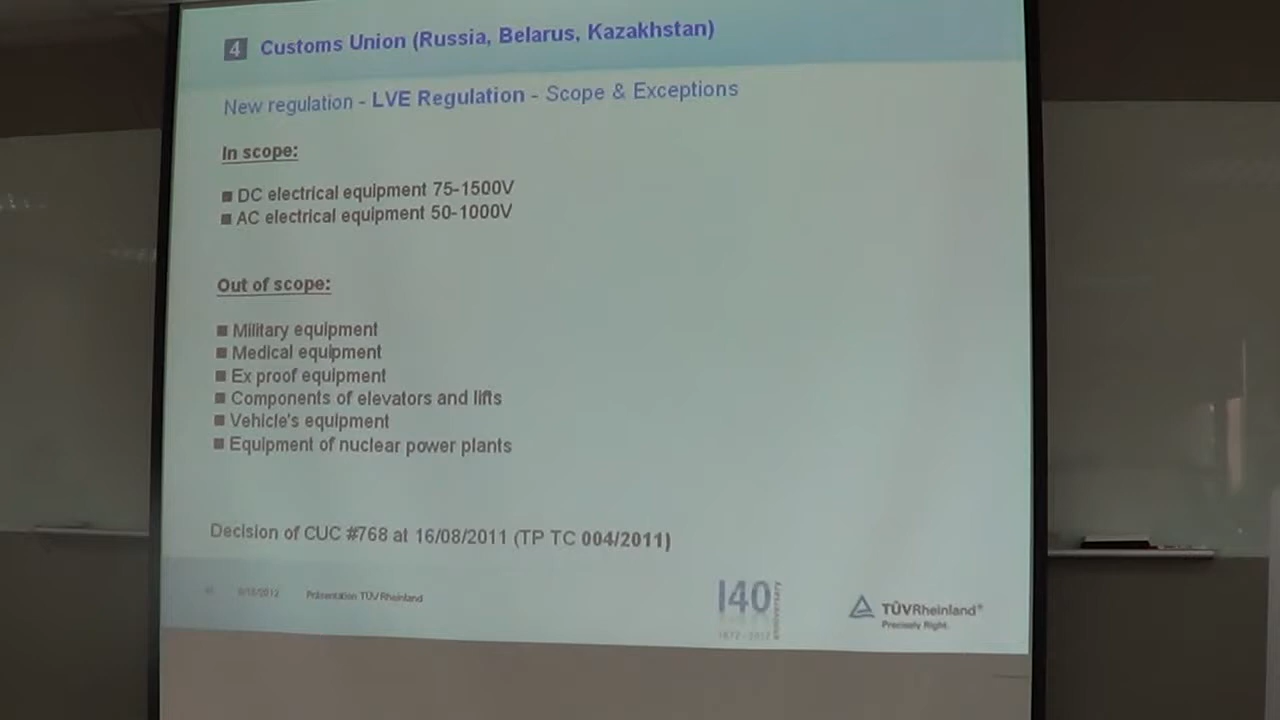 4 Customs Union (Russia, Belarus, Kazakhstan)
New regulation - LVE Regulation - Scope & Exceptions
In scope:
■ DC electrical equipment 75-1500V
■ AC electrical equipment 50-1000V
Out of scope:
■ Military equipment
■ Medical equipment
■ Ex proof equipment
■ Components of elevators and lifts
■ Vehicle's equipment
■ Equipment of nuclear power plants
Decision of CUC #768 at 16/08/2011 (TP TC 004/2011)
Präsentation TÜV Rheinland
140 anniversary
1872 - 2012
TÜVRheinland®
Precisely Right.